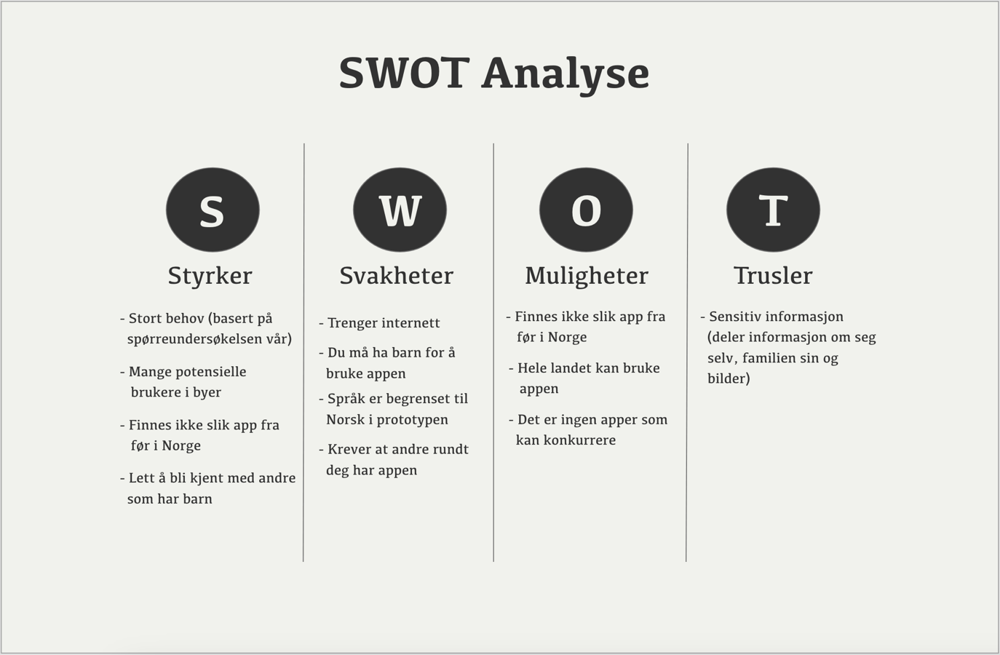 SWOT Analyse
S
Styrker
- Stort behov (basert på
spørreundersøkelsen vår)
- Mange potensielle
brukere i byer
- Finnes ikke slik app fra
før i Norge
- Lett å bli kjent med andre
som har barn
W
Svakheter
- Trenger internett
- Du må ha barn for å
bruke appen
- Språk er begrenset til
Norsk i prototypen
- Krever at andre rundt
deg har appen
O
Muligheter
- Finnes ikke slik app fra
før i Norge
- Hele landet kan bruke
appen
- Det er ingen apper som
kan konkurrere
T
Trusler
- Sensitiv informasjon
(deler informasjon om seg
selv, familien sin og
bilder)